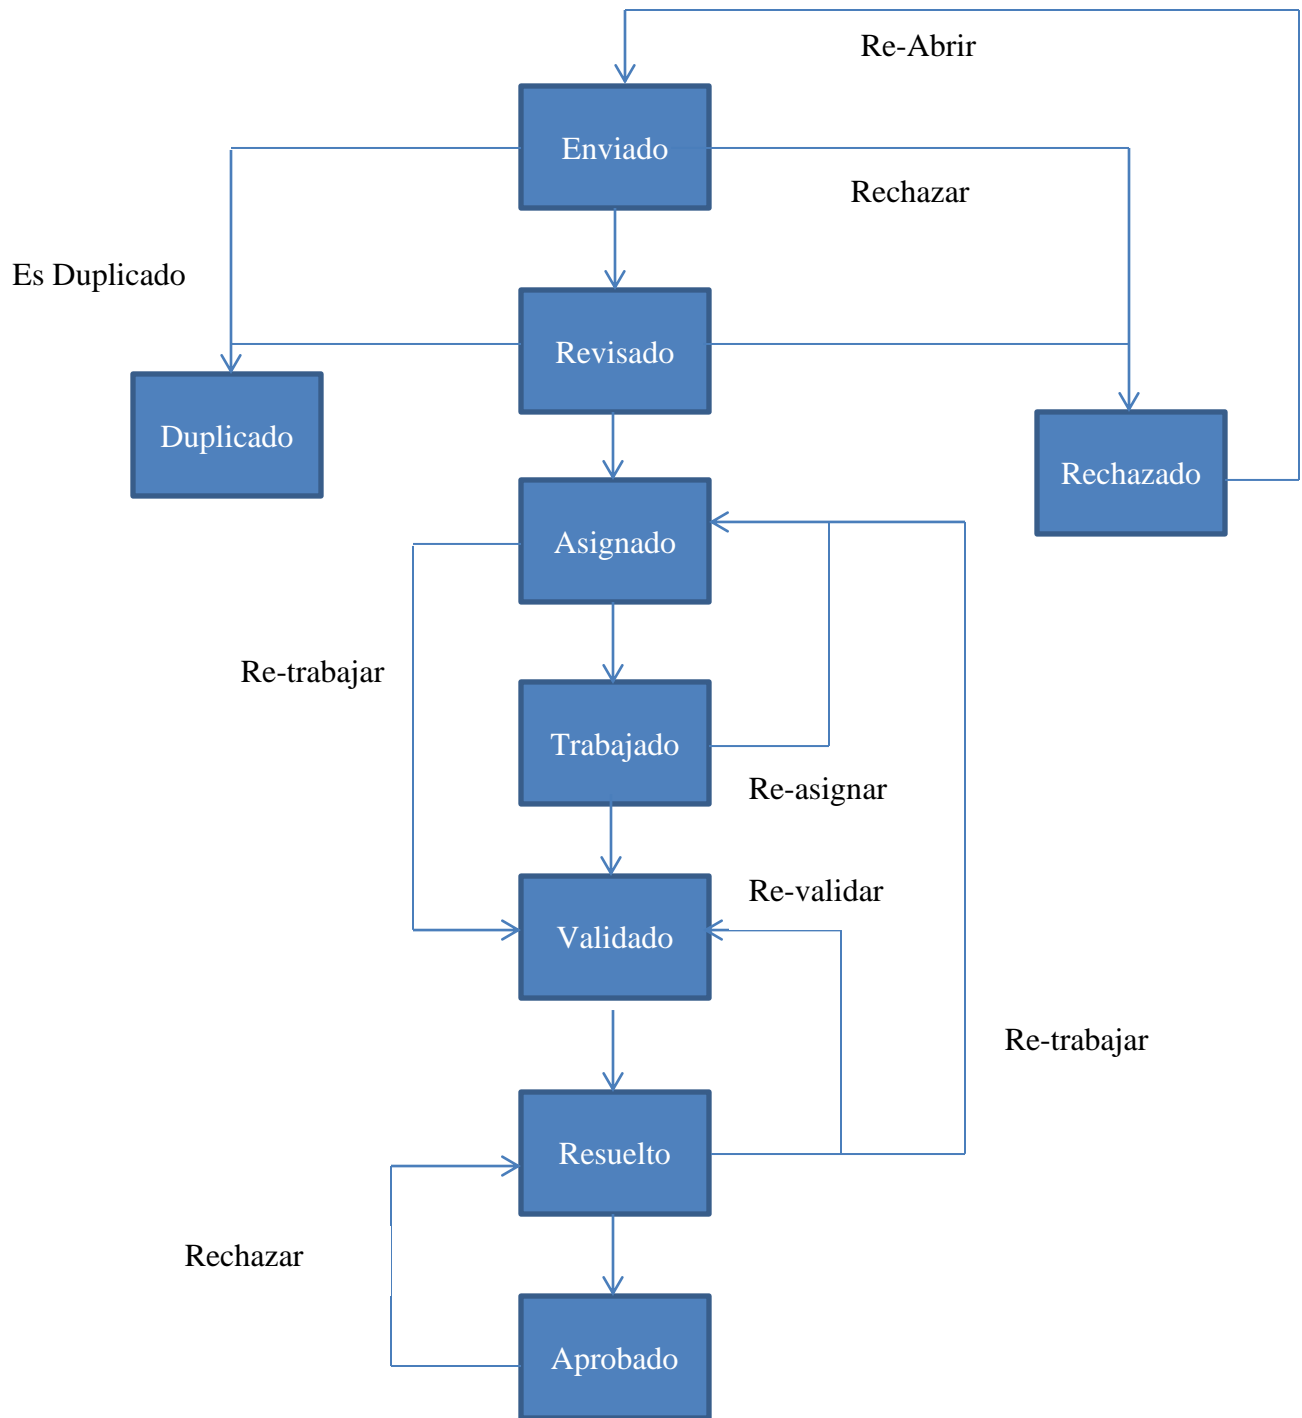 Re-Abrir
Enviado
Rechazar
Es Duplicado
Revisado
Duplicado
Rechazado
Asignado
Re-trabajar
Trabajado
Re-asignar
Re-validar
Validado
Re-trabajar
Resuelto
Rechazar
Aprobado